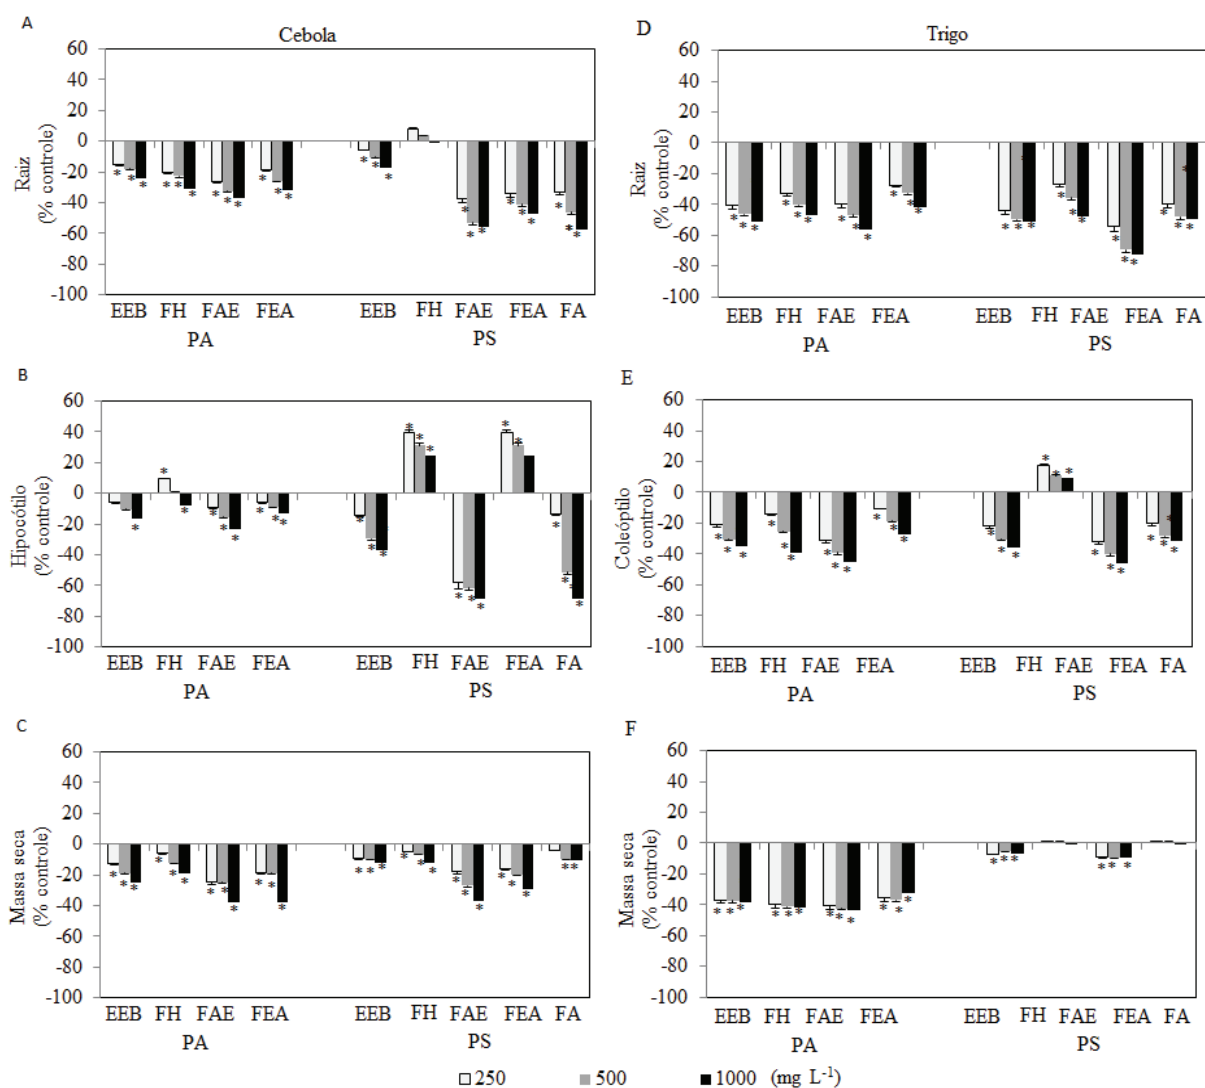 A
Cebola
60
40
20
0
-20
-40
-60
-80
-100
Raiz
(% controle)
EEB FH FAE FEA EEB FH FAE FEA FA
PA PS
D
Trigo
60
40
20
0
-20
-40
-60
-80
-100
Raiz
(% controle)
EEB FH FAE FEA EEB FH FAE FEA FA
PA PS
B
60
40
20
0
-20
-40
-60
-80
-100
Hipocótilo
(% controle)
EEB FH FAE FEA EEB FH FAE FEA FA
PA PS
E
60
40
20
0
-20
-40
-60
-80
-100
Coleóptilo
(% controle)
EEB FH FAE FEA EEB FH FAE FEA FA
PA PS
C
60
40
20
0
-20
-40
-60
-80
-100
Massa seca
(% controle)
EEB FH FAE FEA EEB FH FAE FEA FA
PA PS
F
60
40
20
0
-20
-40
-60
-80
-100
Massa seca
(% controle)
EEB FH FAE FEA EEB FH FAE FEA FA
PA PS
250 500 1000 (mg L⁻¹)